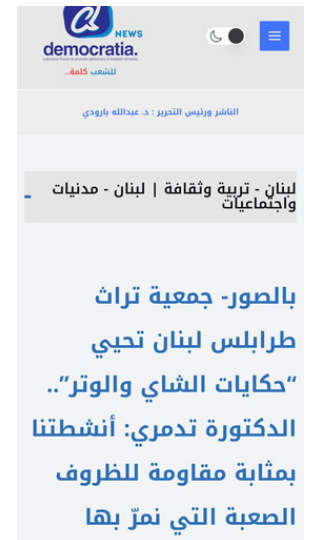 NEWS
democratia.
Lebanese Forum to promote democracy & freedom of media
للشعب كلمة..
الناشر ورئيس التحرير : د. عبدالله بارودي
لبنان - تربية وثقافة | لبنان - مدنيات
واجتماعيات
بالصور- جمعية تراث
طرابلس لبنان تحيي
“حكايات الشاي والوتر”..
الدكتورة تدمري: أنشطتنا
بمثابة مقاومة للظروف
الصعبة التي نمرّ بها